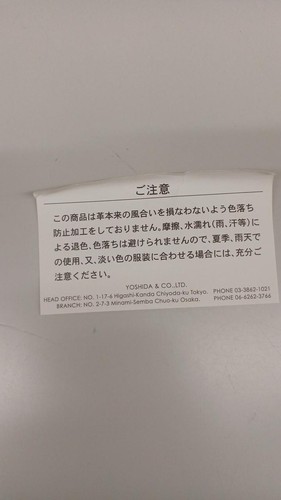 ご注意
この商品は革本来の風合いを損なわないよう色落ち
防止加工をしておりません。摩擦、水濡れ(雨、汗等)に
よる退色、色落ちは避けられませんので、夏季、雨天で
の使用、又、淡い色の服装に合わせる場合には、充分ご
注意ください。
YOSHIDA & CO.,LTD.
HEAD OFFICE: NO. 1-17-6 Higashi-Kanda Chiyoda-ku Tokyo. PHONE 03-3862-1021
BRANCH: NO. 2-7-3 Minami-Semba Chuo-ku Osaka. PHONE 06-6262-3766